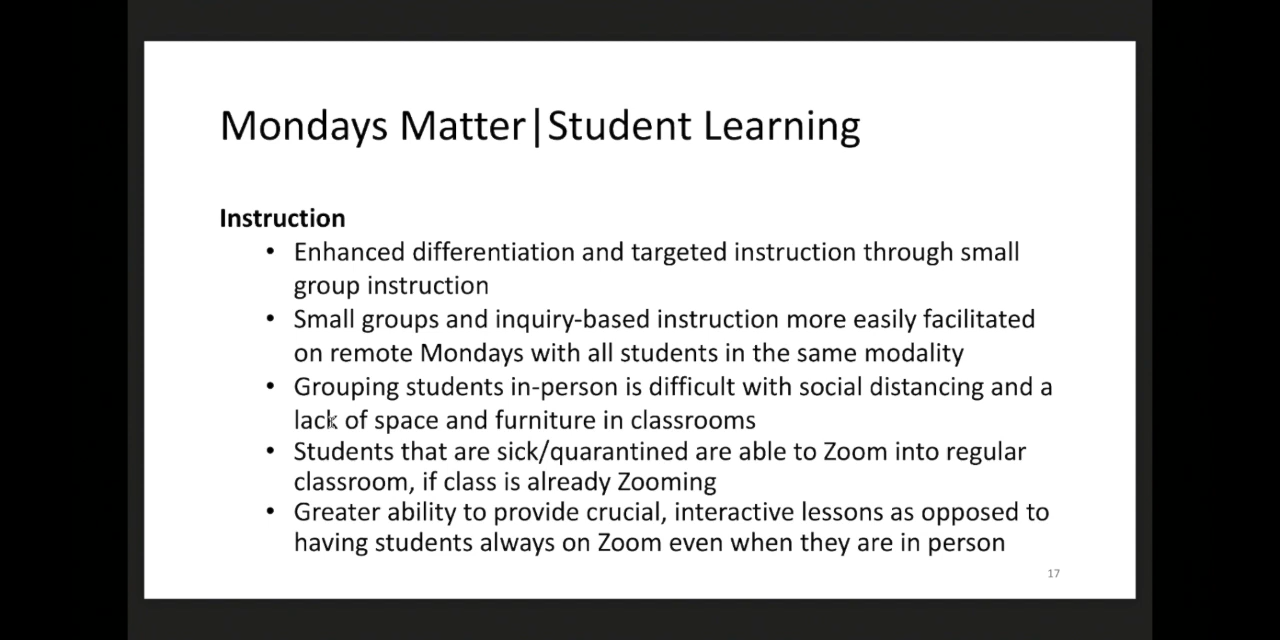 Mondays Matter|Student Learning
Instruction
• Enhanced differentiation and targeted instruction through small
group instruction
• Small groups and inquiry-based instruction more easily facilitated
on remote Mondays with all students in the same modality
• Grouping students in-person is difficult with social distancing and a
lack of space and furniture in classrooms
• Students that are sick/quarantined are able to Zoom into regular
classroom, if class is already Zooming
• Greater ability to provide crucial, interactive lessons as opposed to
having students always on Zoom even when they are in person
17